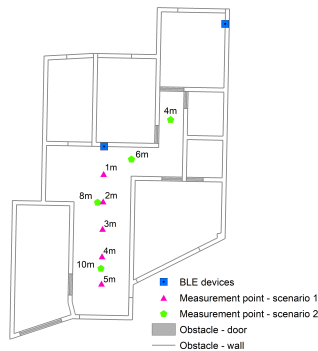 4m
6m
1m
8m
2m
3m
4m
10m
5m
BLE devices
Measurement point - scenario 1
Measurement point - scenario 2
Obstacle - door
Obstacle - wall